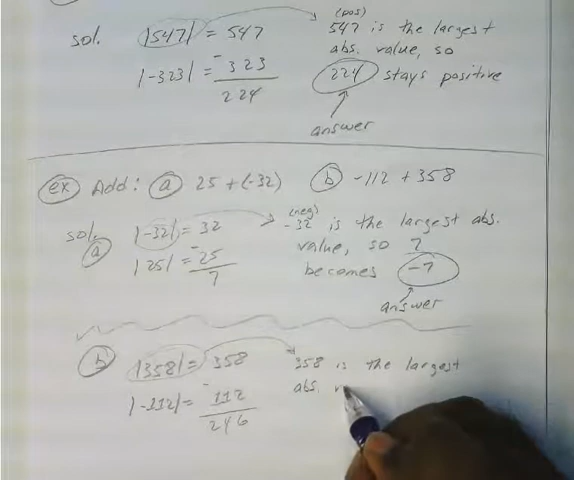 (pos)
sol. |547| = 547 547 is the largest
abs. value, so
|-323| = -323 224 stays positive
224
answer
ex Add: a 25 + (-32) b -112 + 358
(neg)
sol. |-32| = 32 -32 is the largest abs.
a value, so 7
|25| = -25 becomes -7
7
answer
b |358| = 358 358 is the largest
|-112| = -112 abs.
246